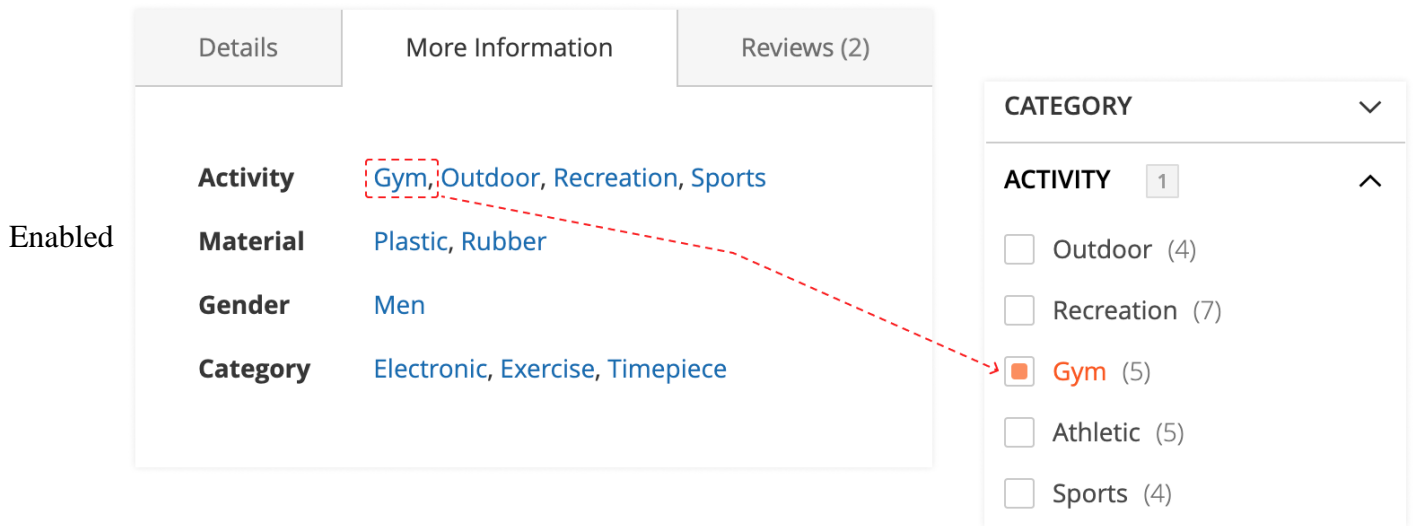 Details More Information Reviews (2)
Activity Gym, Outdoor, Recreation, Sports
Enabled
Material Plastic, Rubber
Gender Men
Category Electronic, Exercise, Timepiece
CATEGORY
ACTIVITY 1
Outdoor (4)
Recreation (7)
Gym (5)
Athletic (5)
Sports (4)